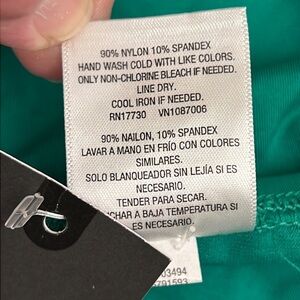 90% NYLON 10% SPANDEX
HAND WASH COLD WITH LIKE COLORS.
ONLY NON-CHLORINE BLEACH IF NEEDED.
LINE DRY.
COOL IRON IF NEEDED.
RN17730 VN1087006
90% NAILON, 10% SPANDEX
LAVAR A MANO EN FRÍO CON COLORES
SIMILARES.
SOLO BLANQUEADOR SIN LEJÍA SI ES
NECESARIO.
TENDER PARA SECAR.
CHAR A BAJA TEMPERATURA SI
ES NECESARIO.
03494